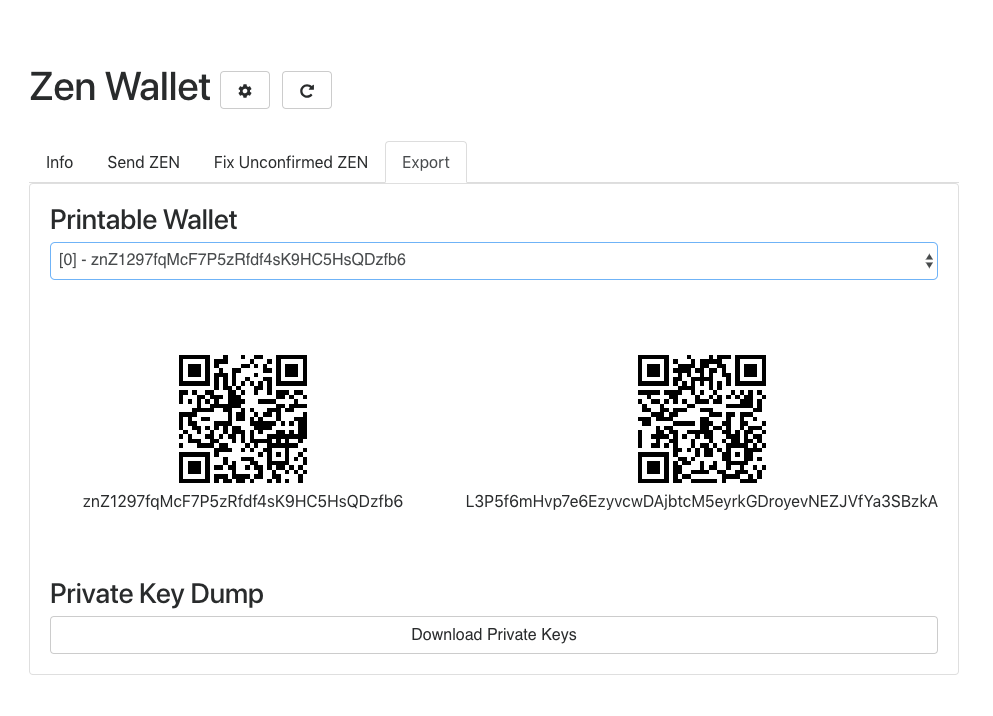 Zen Wallet
Info Send ZEN Fix Unconfirmed ZEN Export
Printable Wallet
[0] - znZ1297fqMcF7P5zRfdf4sK9HC5HsQDzfb6
znZ1297fqMcF7P5zRfdf4sK9HC5HsQDzfb6 L3P5f6mHvp7e6EzyvcwDAjbtcM5eyrkGDroyevNEZJVfYa3SBzkA
Private Key Dump
Download Private Keys